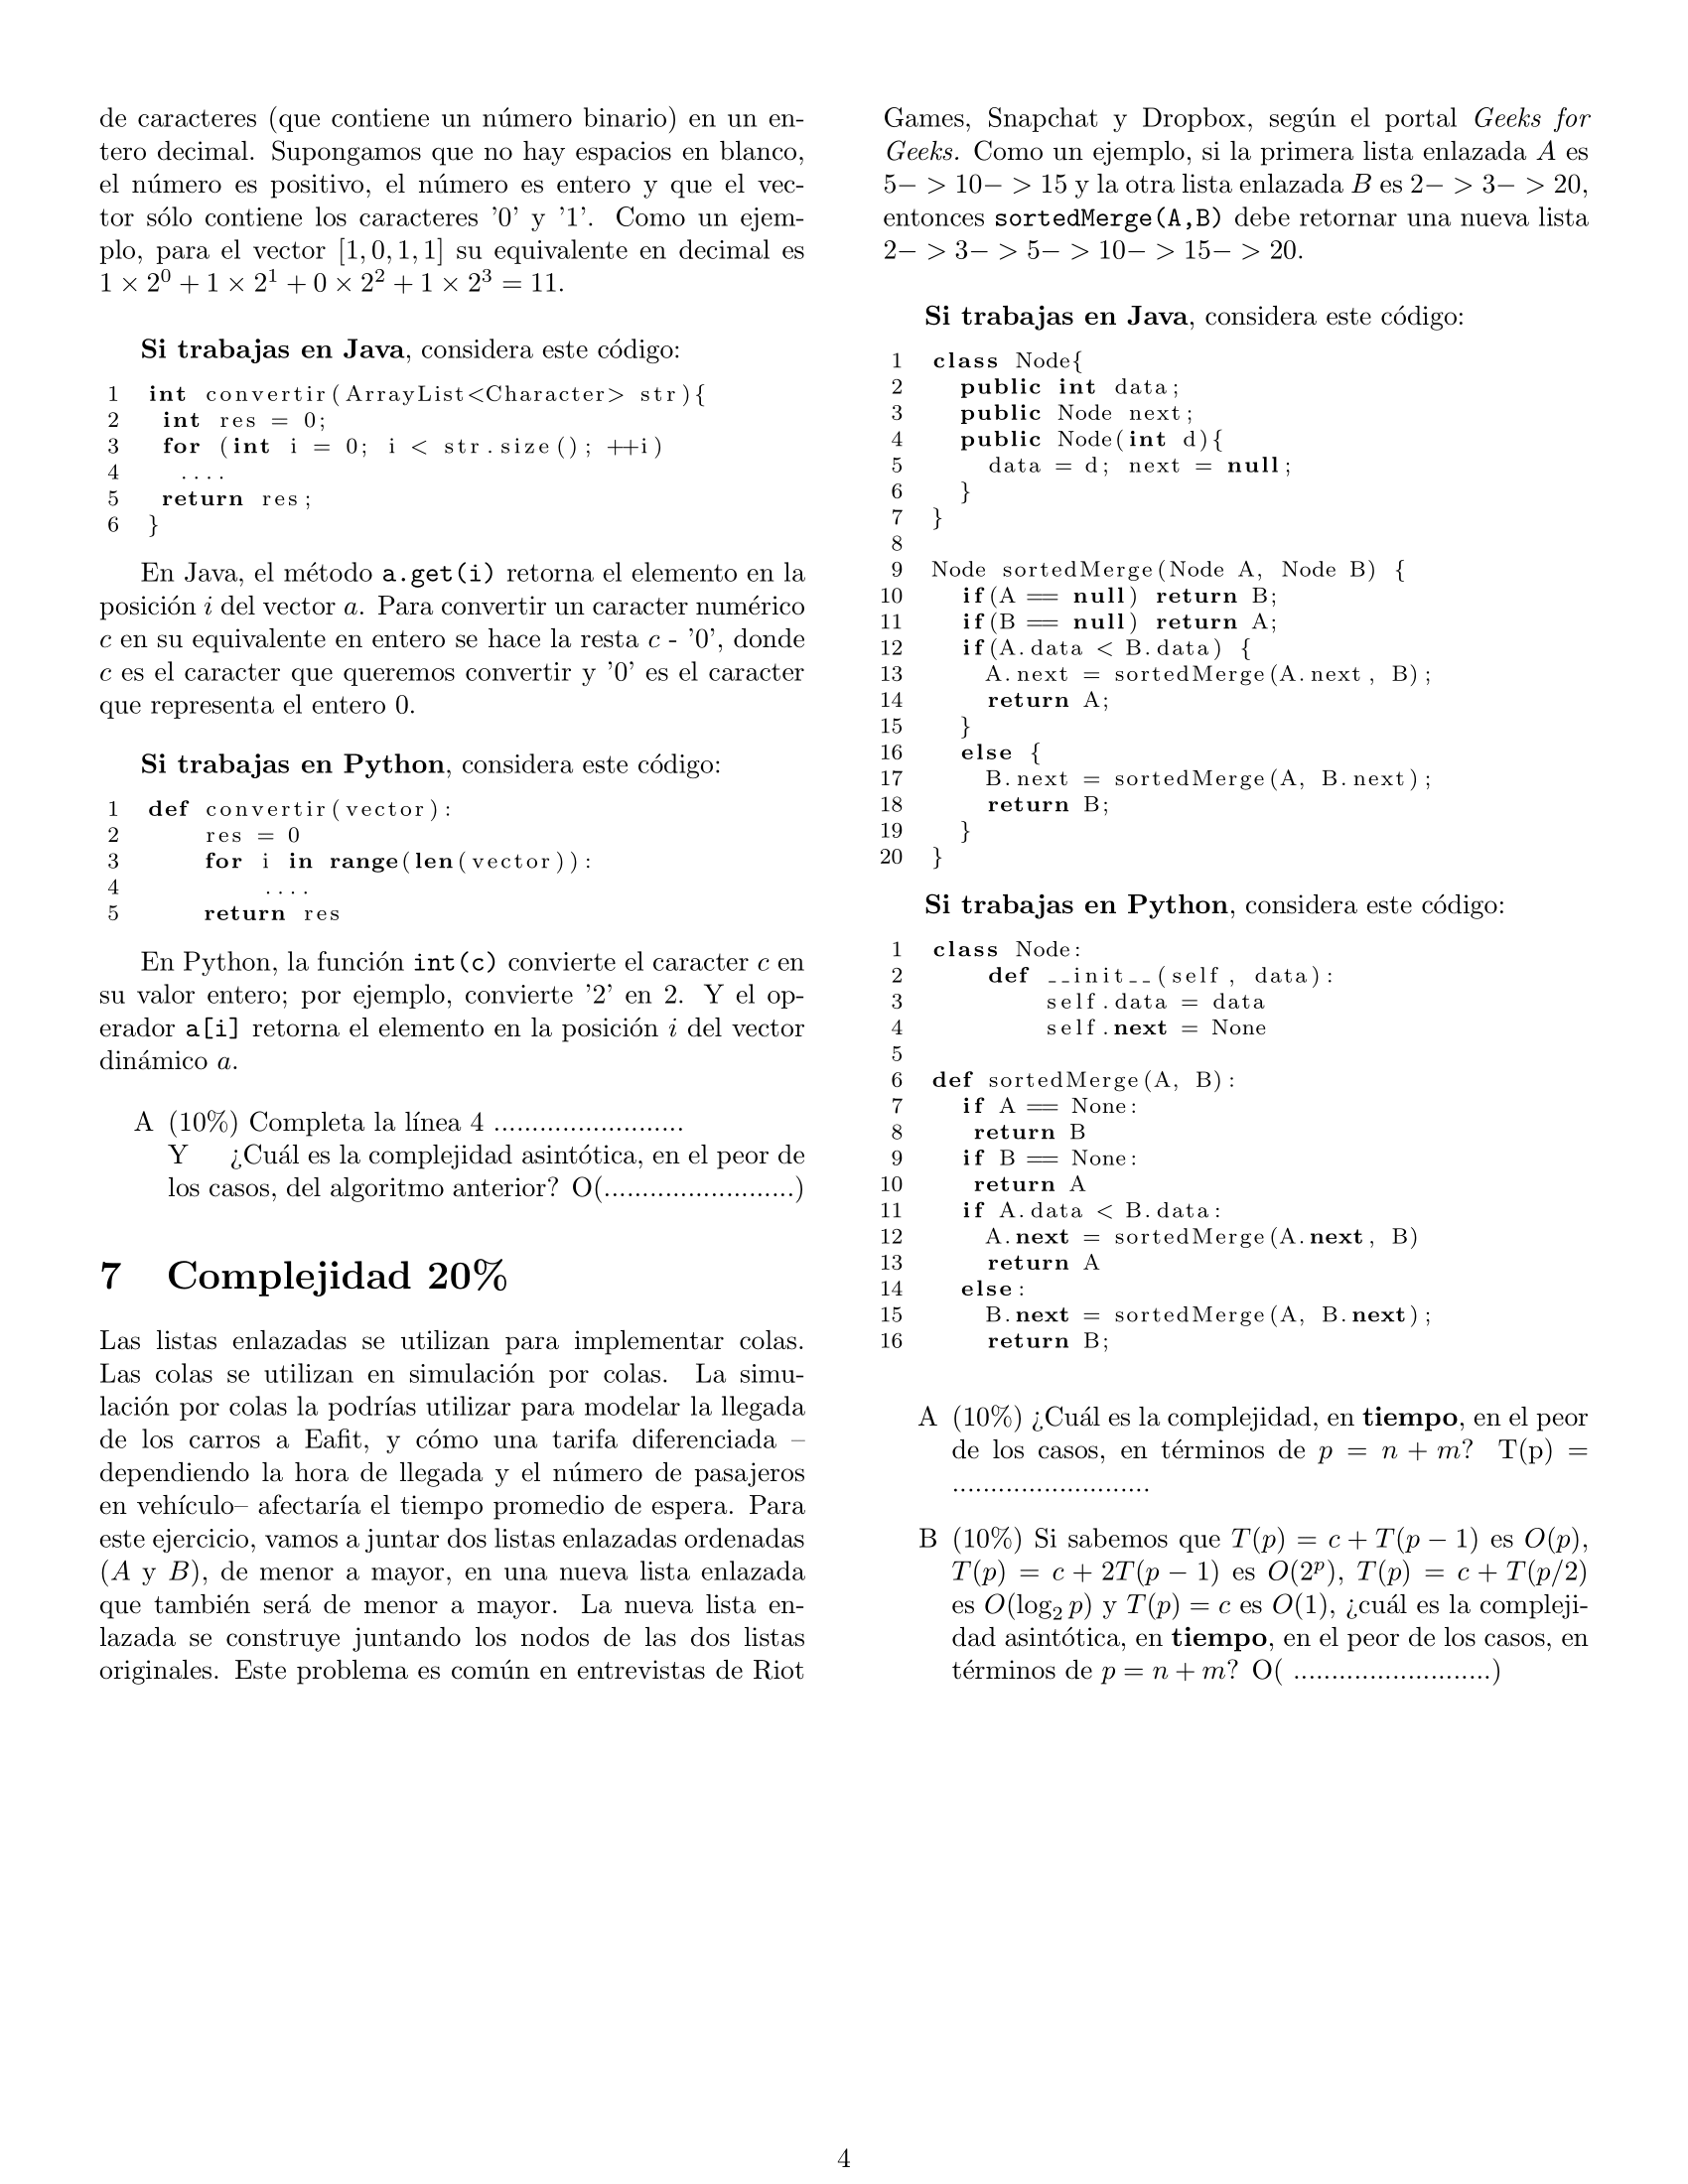 de caracteres (que contiene un número binario) en un en-
tero decimal. Supongamos que no hay espacios en blanco,
el número es positivo, el número es entero y que el vec-
tor sólo contiene los caracteres '0' y '1'. Como un ejem-
plo, para el vector [1, 0, 1, 1] su equivalente en decimal es
1 × 2⁰ + 1 × 2¹ + 0 × 2² + 1 × 2³ = 11.
Si trabajas en Java, considera este código:
1 int convertir(ArrayList<Character> str){
2 int res = 0;
3 for (int i = 0; i < str.size(); ++i)
4 ....
5 return res;
6 }
En Java, el método a.get(i) retorna el elemento en la
posición i del vector a. Para convertir un caracter numérico
c en su equivalente en entero se hace la resta c - '0', donde
c es el caracter que queremos convertir y '0' es el caracter
que representa el entero 0.
Si trabajas en Python, considera este código:
1 def convertir(vector):
2 res = 0
3 for i in range(len(vector)):
4 ....
5 return res
En Python, la función int(c) convierte el caracter c en
su valor entero; por ejemplo, convierte '2' en 2. Y el op-
erador a[i] retorna el elemento en la posición i del vector
dinámico a.
A (10%) Completa la línea 4 .........................
Y ¿Cuál es la complejidad asintótica, en el peor de
los casos, del algoritmo anterior? O(.........................)
7 Complejidad 20%
Las listas enlazadas se utilizan para implementar colas.
Las colas se utilizan en simulación por colas. La simu-
lación por colas la podrías utilizar para modelar la llegada
de los carros a Eafit, y cómo una tarifa diferenciada –
dependiendo la hora de llegada y el número de pasajeros
en vehículo– afectaría el tiempo promedio de espera. Para
este ejercicio, vamos a juntar dos listas enlazadas ordenadas
(A y B), de menor a mayor, en una nueva lista enlazada
que también será de menor a mayor. La nueva lista en-
lazada se construye juntando los nodos de las dos listas
originales. Este problema es común en entrevistas de Riot
Games, Snapchat y Dropbox, según el portal Geeks for
Geeks. Como un ejemplo, si la primera lista enlazada A es
5− > 10− > 15 y la otra lista enlazada B es 2− > 3− > 20,
entonces sortedMerge(A,B) debe retornar una nueva lista
2− > 3− > 5− > 10− > 15− > 20.
Si trabajas en Java, considera este código:
1 class Node{
2 public int data;
3 public Node next;
4 public Node(int d){
5 data = d; next = null;
6 }
7 }
8
9 Node sortedMerge(Node A, Node B) {
10 if(A == null) return B;
11 if(B == null) return A;
12 if(A.data < B.data) {
13 A.next = sortedMerge(A.next, B);
14 return A;
15 }
16 else {
17 B.next = sortedMerge(A, B.next);
18 return B;
19 }
20 }
Si trabajas en Python, considera este código:
1 class Node:
2 def __init__(self, data):
3 self.data = data
4 self.next = None
5
6 def sortedMerge(A, B):
7 if A == None:
8 return B
9 if B == None:
10 return A
11 if A.data < B.data:
12 A.next = sortedMerge(A.next, B)
13 return A
14 else:
15 B.next = sortedMerge(A, B.next);
16 return B;
A (10%) ¿Cuál es la complejidad, en tiempo, en el peor
de los casos, en términos de p = n + m? T(p) =
..........................
B (10%) Si sabemos que T(p) = c + T(p − 1) es O(p),
T(p) = c + 2T(p − 1) es O(2ᵖ), T(p) = c + T(p/2)
es O(log₂ p) y T(p) = c es O(1), ¿cuál es la compleji-
dad asintótica, en tiempo, en el peor de los casos, en
términos de p = n + m? O( ..........................)
4